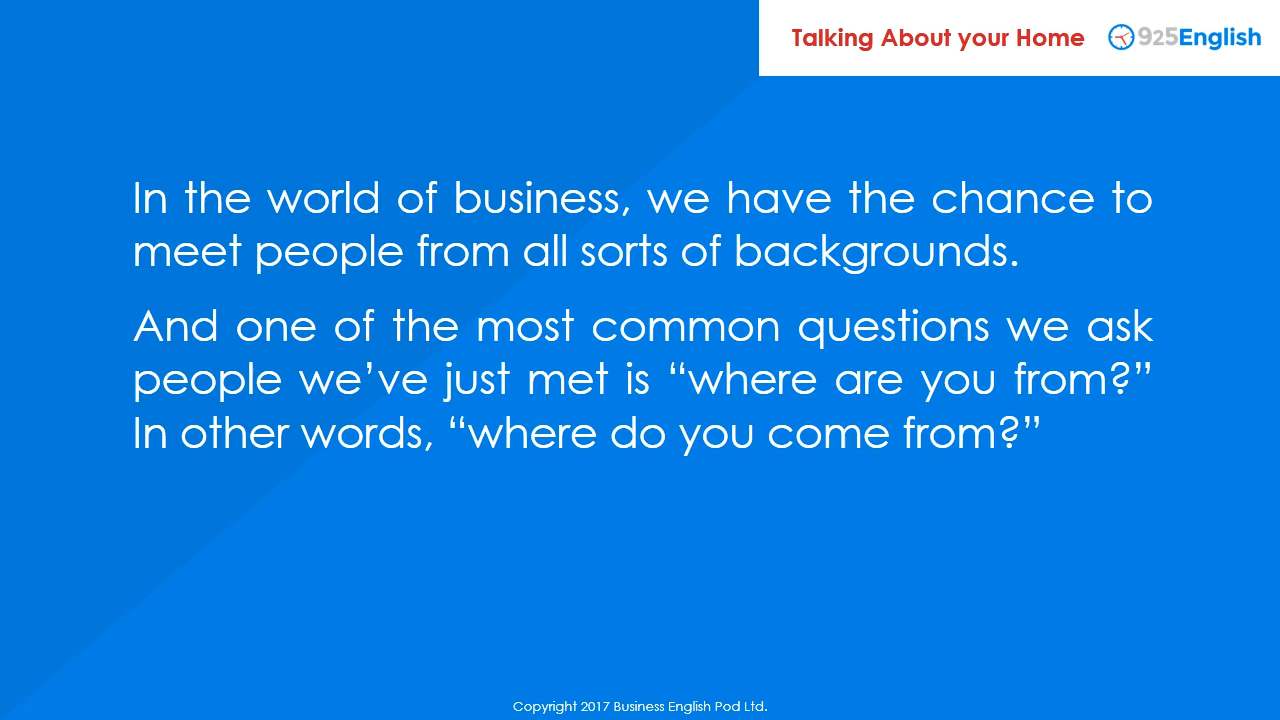 Talking About your Home 925English
In the world of business, we have the chance to
meet people from all sorts of backgrounds.
And one of the most common questions we ask
people we’ve just met is “where are you from?”
In other words, “where do you come from?”
Copyright 2017 Business English Pod Ltd.